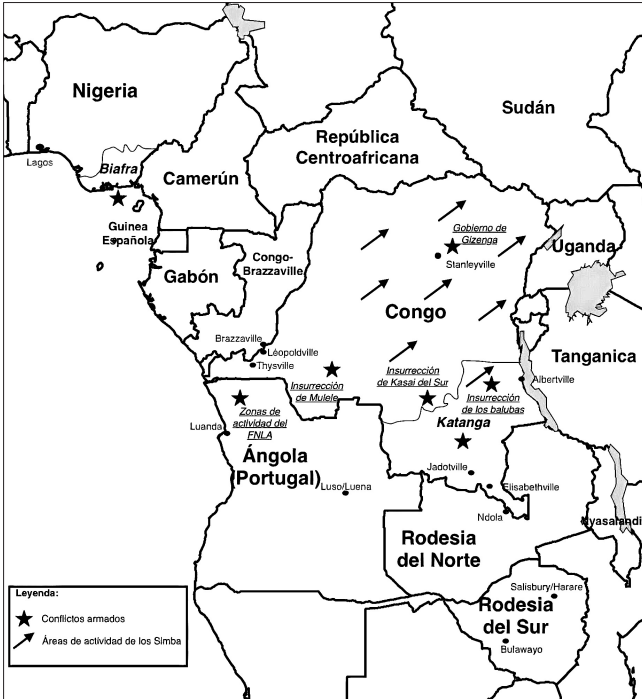 Nigeria
Sudán
República
Centroafricana
Lagos
Biafra
Camerún
Guinea
Española
Gobierno de
Gizenga
Uganda
Congo-
Brazzaville
Stanleyville
Gabón
Congo
Tanganica
Brazzaville
Léopoldville
Thysville
Insurrección
de Mulele
Insurrección
de Kasai del Sur
Albertville
Insurrección
de los balubas
Zonas de
actividad del
FNLA
Katanga
Luanda
Ángola
(Portugal)
Jadotville
Luso/Luena
Elisabethville
Ndola
Nyasalandi
Rodesia
del Norte
Salisbury/Harare
Rodesia
del Sur
Bulawayo
Leyenda:
Conflictos armados
Áreas de actividad de los Simba